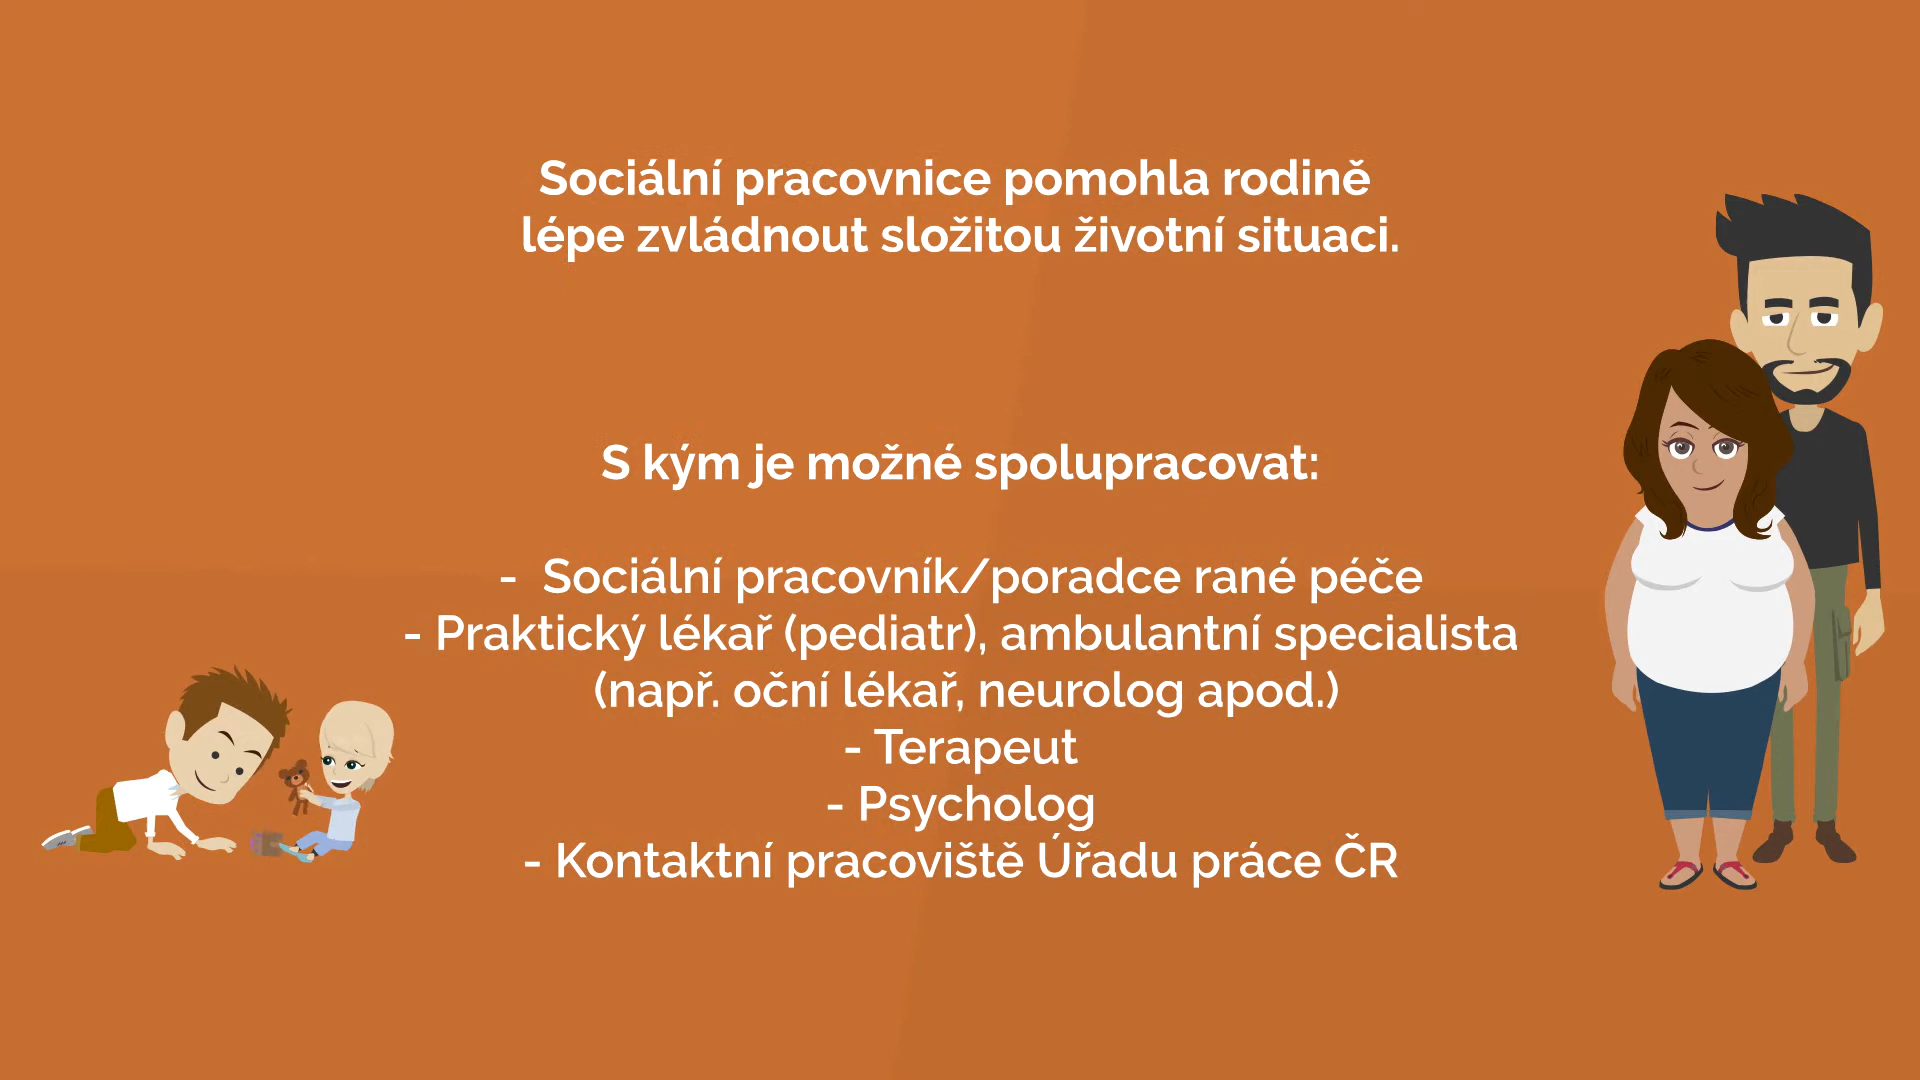 Sociální pracovnice pomohla rodině
lépe zvládnout složitou životní situaci.
S kým je možné spolupracovat:
- Sociální pracovník/poradce rané péče
- Praktický lékař (pediatr), ambulantní specialista
(např. oční lékař, neurolog apod.)
- Terapeut
- Psycholog
- Kontaktní pracoviště Úřadu práce ČR